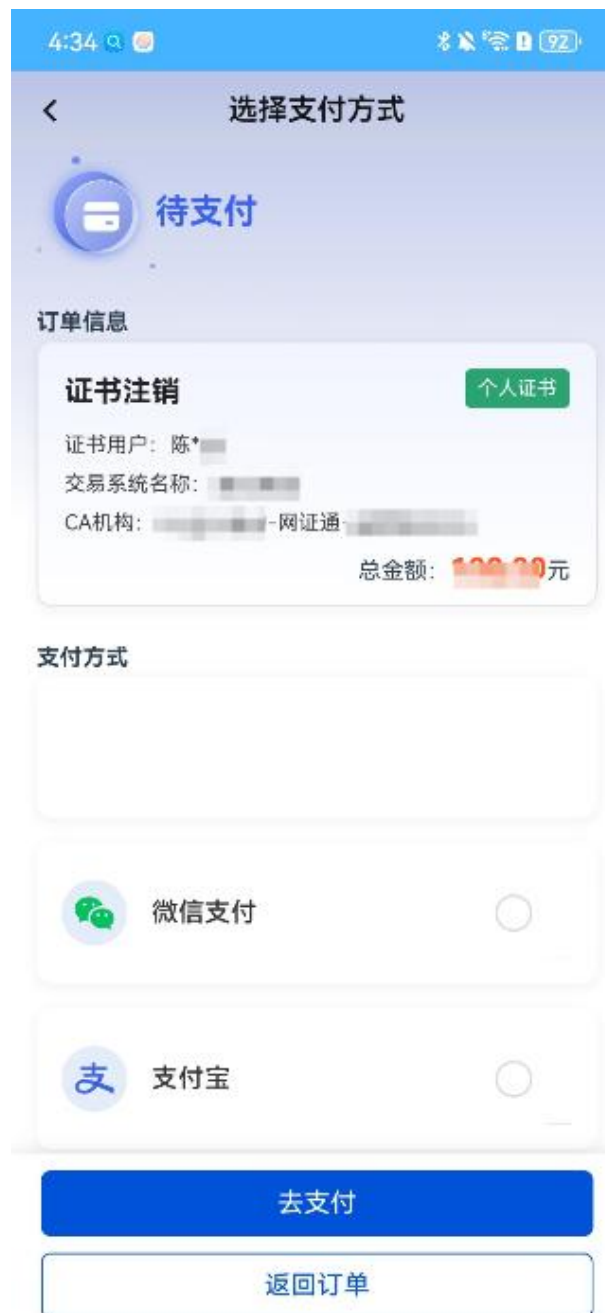 4:34 92
选择支付方式
待支付
订单信息
证书注销 个人证书
证书用户：陈*
交易系统名称：
CA机构： -网证通-
总金额： 元
支付方式
微信支付
支 支付宝
去支付
返回订单